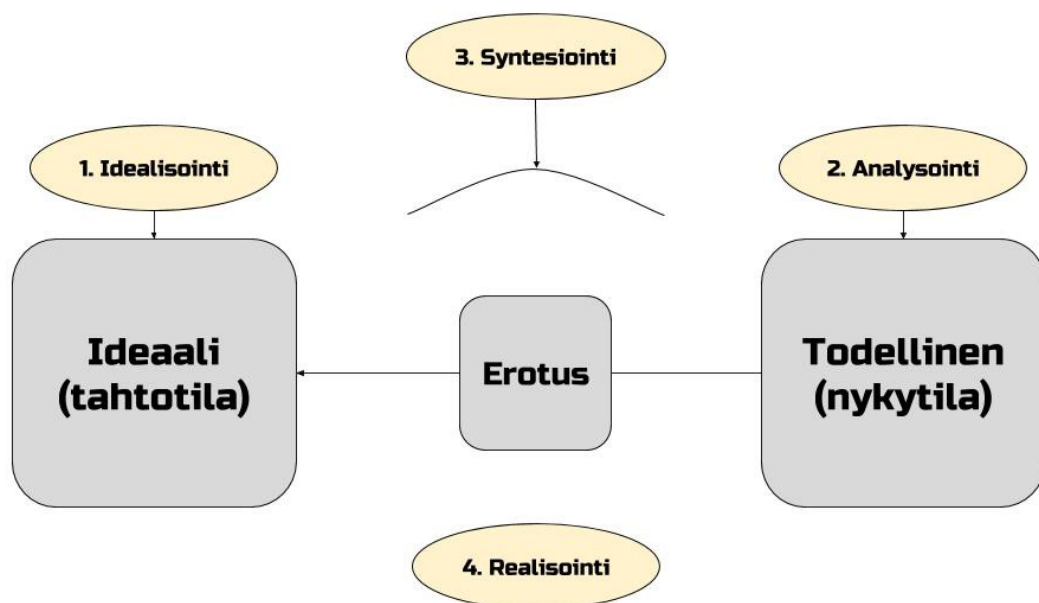 3. Syntesiointi
1. Idealisointi
2. Analysointi
Ideaali
(tahtotila)
Erotus
Todellinen
(nykytila)
4. Realisointi